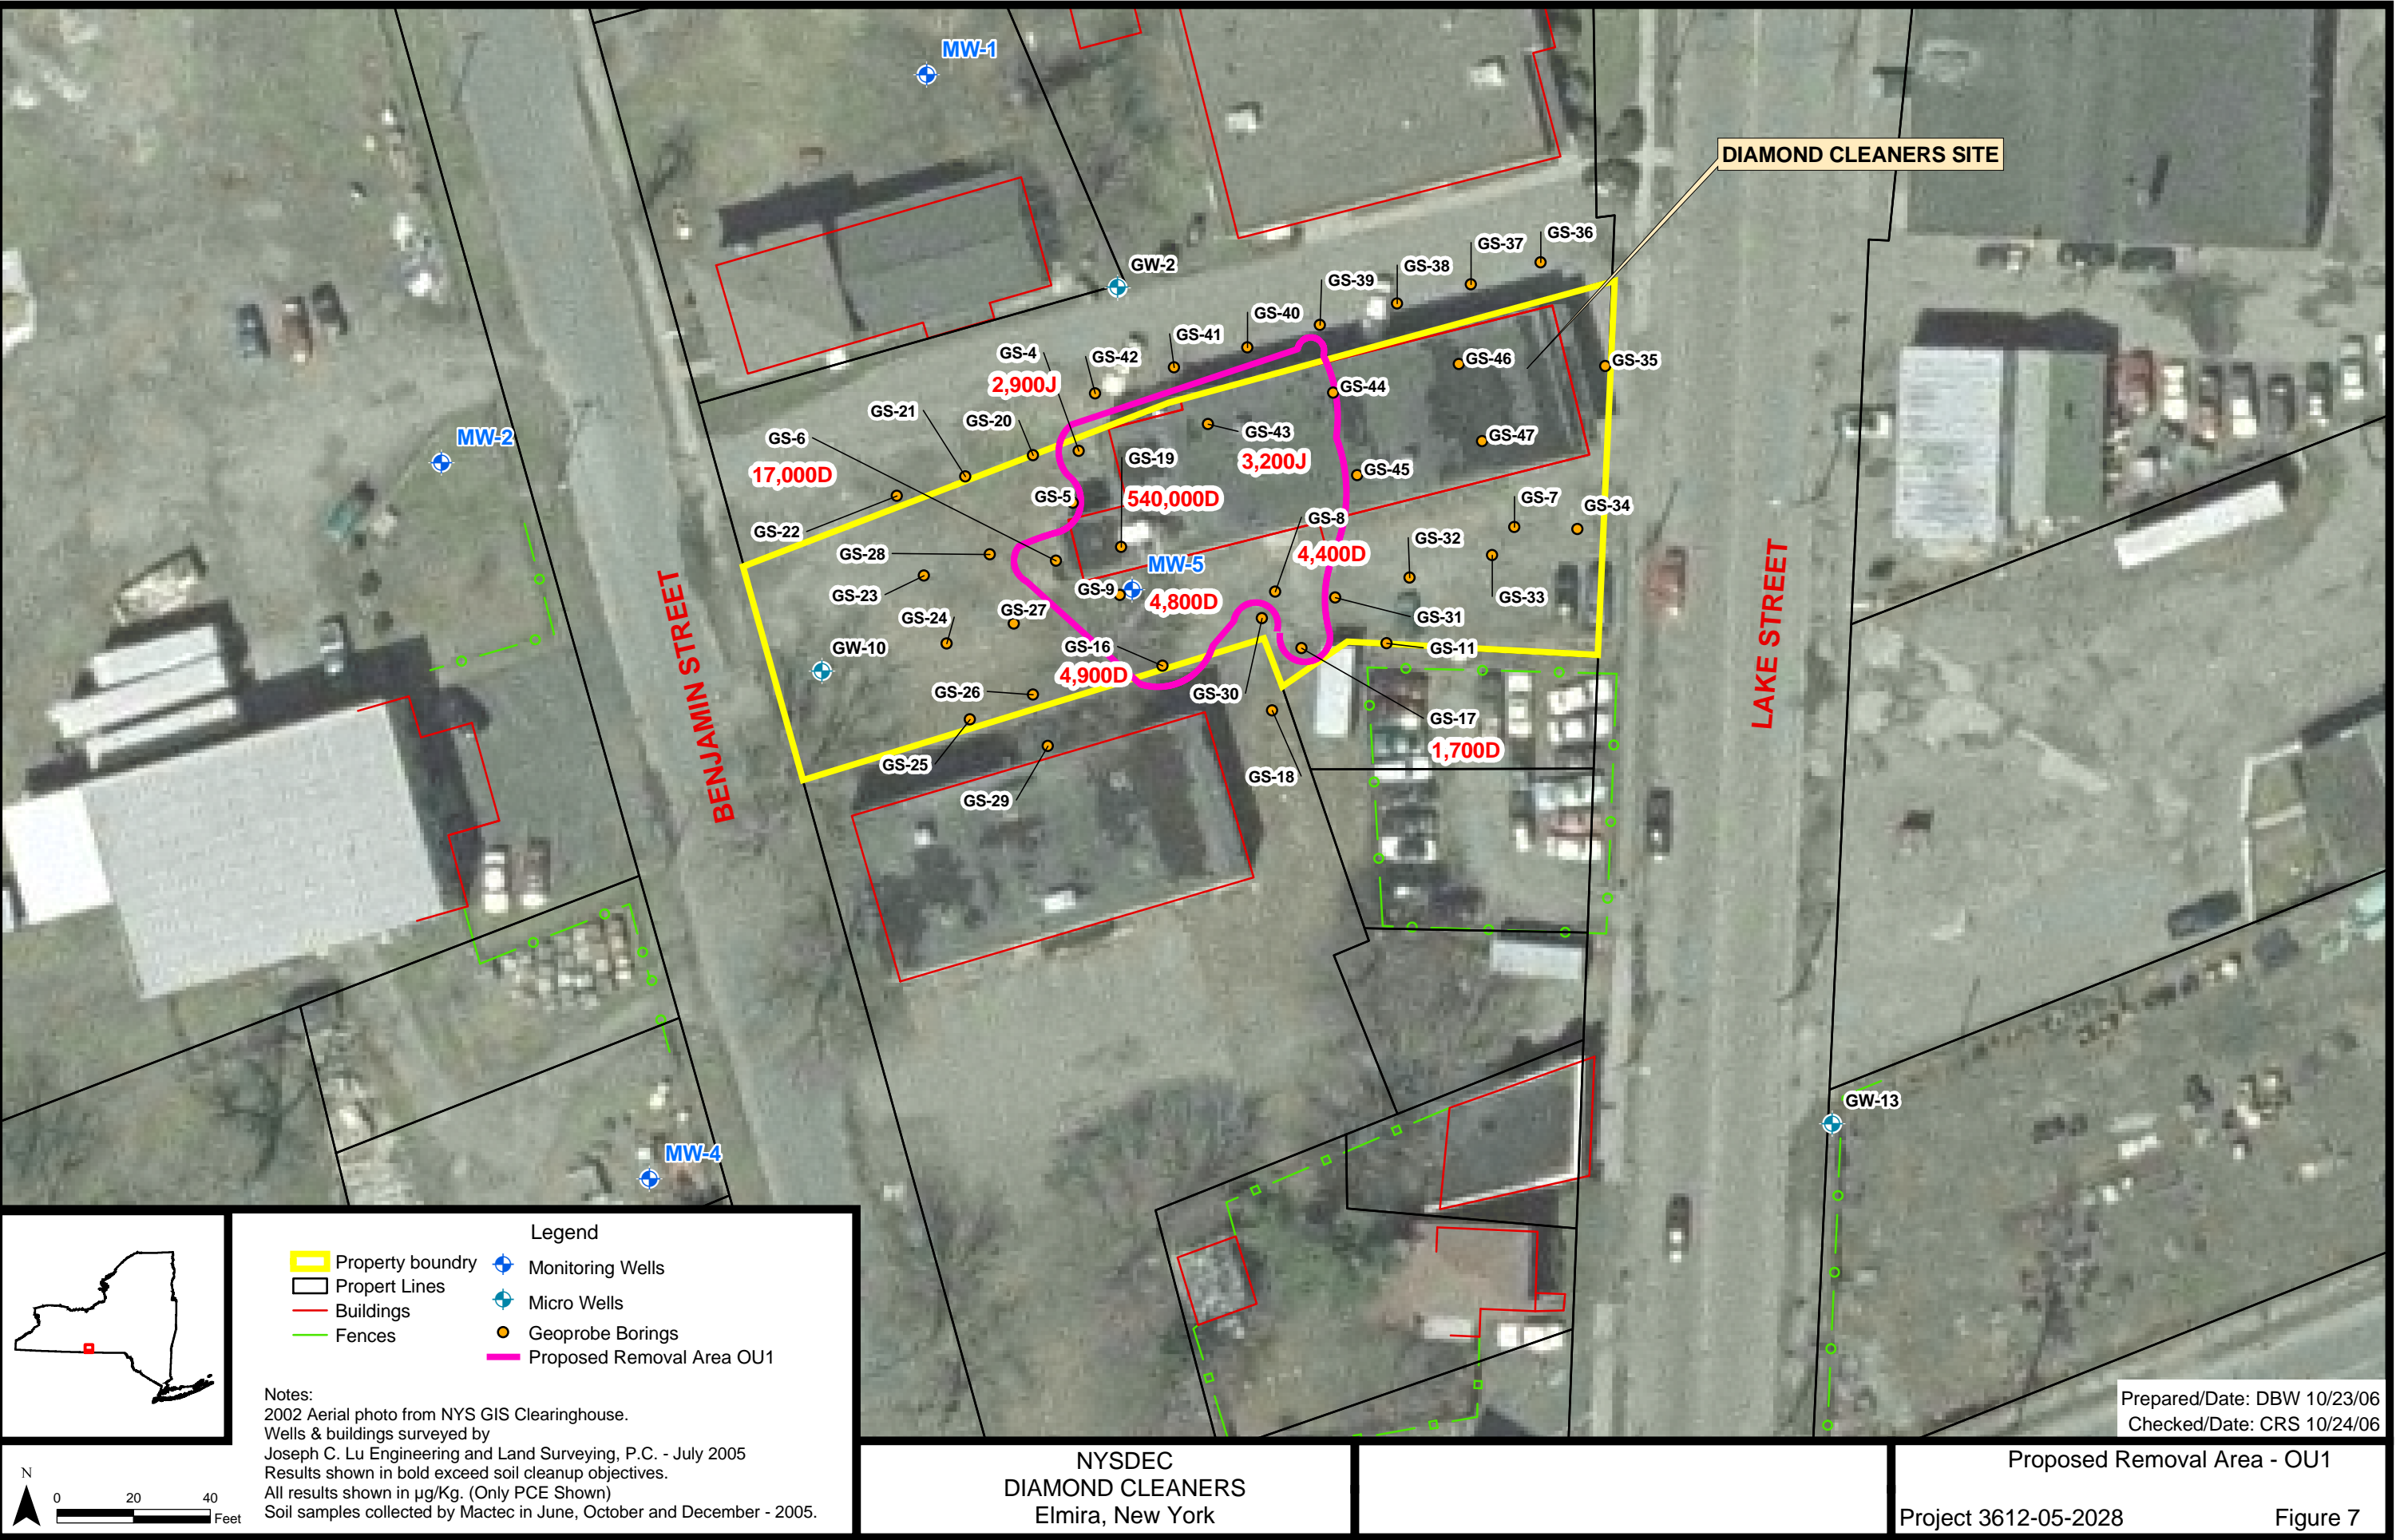 MW-1
DIAMOND CLEANERS SITE
GS-36
GS-37
GW-2
GS-38
GS-39
GS-40
GS-41
GS-4
GS-42
2,900J
GS-46
GS-35
GS-44
GS-21
GS-20
GS-6
GS-43
MW-2
GS-47
GS-19
3,200J
GS-45
17,000D
GS-5
540,000D
GS-7
GS-34
GS-8
GS-22
GS-32
GS-28
4,400D
MW-5
GS-9
GS-23
4,800D
GS-33
GS-27
GS-24
GS-31
GW-10
GS-16
GS-11
4,900D
BENJAMIN STREET
LAKE STREET
GS-26
GS-30
GS-17
1,700D
GS-25
GS-18
GS-29
GW-13
MW-4
Legend
Property boundry
Propert Lines
Buildings
Fences
Monitoring Wells
Micro Wells
Geoprobe Borings
Proposed Removal Area OU1
Notes:
2002 Aerial photo from NYS GIS Clearinghouse.
Wells & buildings surveyed by
Joseph C. Lu Engineering and Land Surveying, P.C. - July 2005
Results shown in bold exceed soil cleanup objectives.
All results shown in µg/Kg. (Only PCE Shown)
Soil samples collected by Mactec in June, October and December - 2005.
N
0 20 40
Feet
NYSDEC
DIAMOND CLEANERS
Elmira, New York
Prepared/Date: DBW 10/23/06
Checked/Date: CRS 10/24/06
Proposed Removal Area - OU1
Project 3612-05-2028 Figure 7